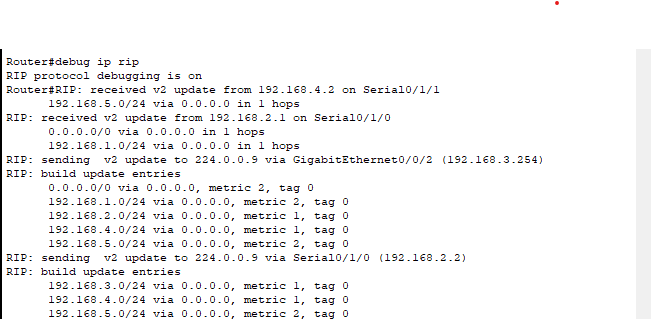 Router#debug ip rip
RIP protocol debugging is on
Router#RIP: received v2 update from 192.168.4.2 on Serial0/1/1
192.168.5.0/24 via 0.0.0.0 in 1 hops
RIP: received v2 update from 192.168.2.1 on Serial0/1/0
0.0.0.0/0 via 0.0.0.0 in 1 hops
192.168.1.0/24 via 0.0.0.0 in 1 hops
RIP: sending  v2 update to 224.0.0.9 via GigabitEthernet0/0/2 (192.168.3.254)
RIP: build update entries
0.0.0.0/0 via 0.0.0.0, metric 2, tag 0
192.168.1.0/24 via 0.0.0.0, metric 2, tag 0
192.168.2.0/24 via 0.0.0.0, metric 1, tag 0
192.168.4.0/24 via 0.0.0.0, metric 1, tag 0
192.168.5.0/24 via 0.0.0.0, metric 2, tag 0
RIP: sending  v2 update to 224.0.0.9 via Serial0/1/0 (192.168.2.2)
RIP: build update entries
192.168.3.0/24 via 0.0.0.0, metric 1, tag 0
192.168.4.0/24 via 0.0.0.0, metric 1, tag 0
192.168.5.0/24 via 0.0.0.0, metric 2, tag 0